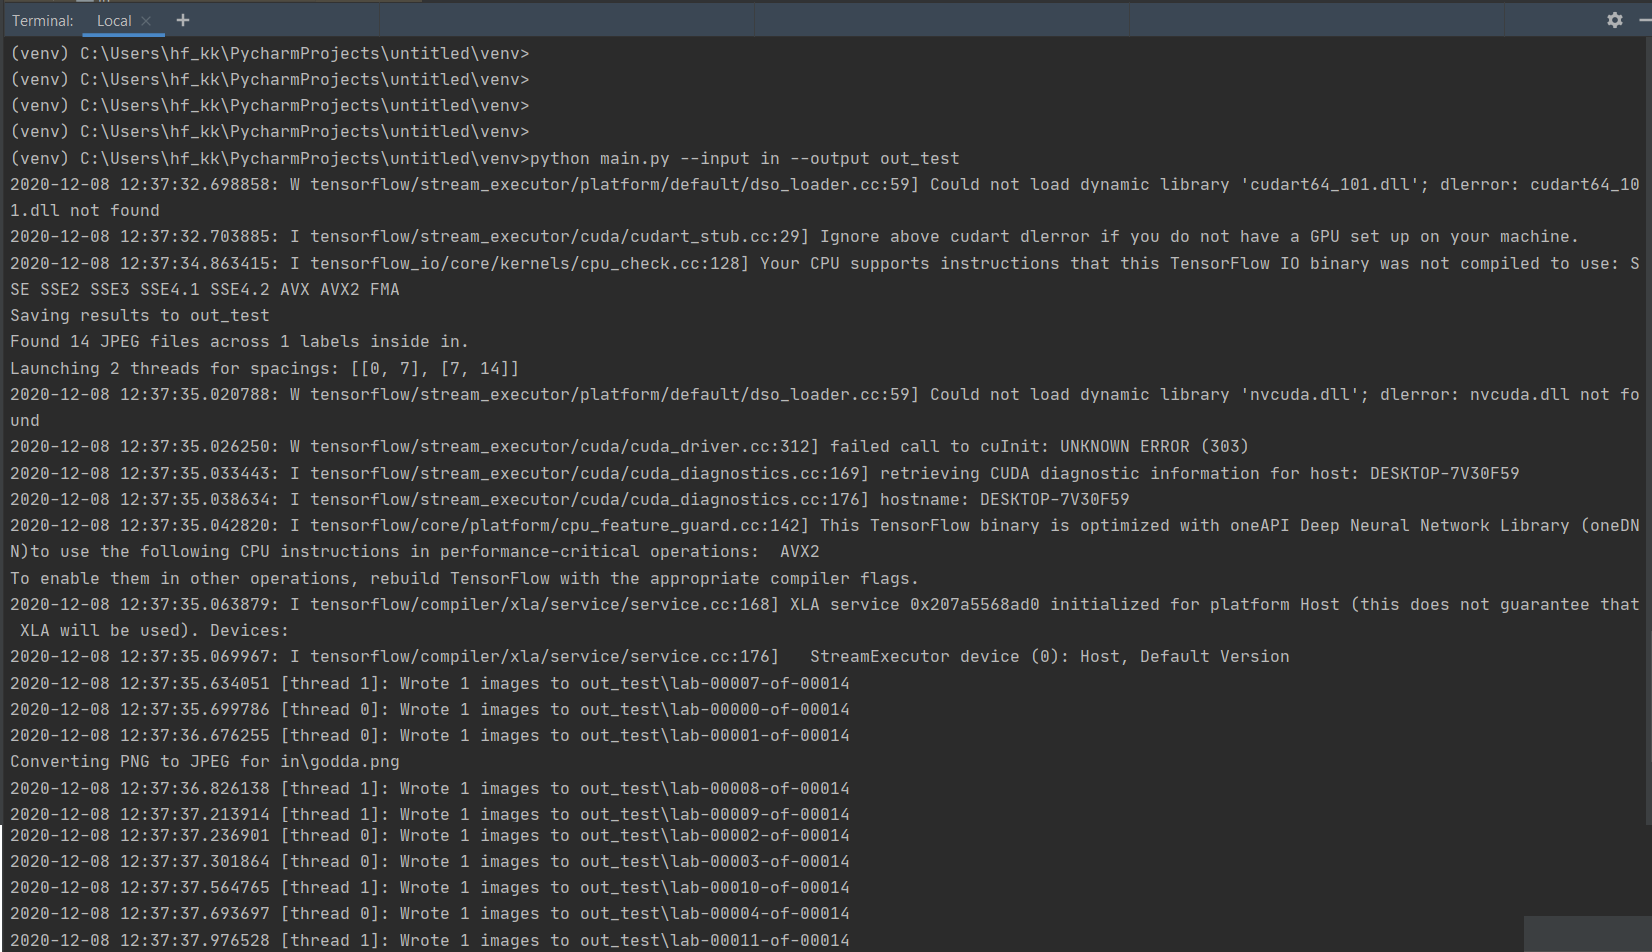 Terminal: Local × +
(venv) C:\Users\hf_kk\PycharmProjects\untitled\venv>
(venv) C:\Users\hf_kk\PycharmProjects\untitled\venv>
(venv) C:\Users\hf_kk\PycharmProjects\untitled\venv>
(venv) C:\Users\hf_kk\PycharmProjects\untitled\venv>
(venv) C:\Users\hf_kk\PycharmProjects\untitled\venv>python main.py --input in --output out_test
2020-12-08 12:37:32.698858: W tensorflow/stream_executor/platform/default/dso_loader.cc:59] Could not load dynamic library 'cudart64_101.dll'; dlerror: cudart64_10
1.dll not found
2020-12-08 12:37:32.703885: I tensorflow/stream_executor/cuda/cudart_stub.cc:29] Ignore above cudart dlerror if you do not have a GPU set up on your machine.
2020-12-08 12:37:34.863415: I tensorflow_io/core/kernels/cpu_check.cc:128] Your CPU supports instructions that this TensorFlow IO binary was not compiled to use: S
SE SSE2 SSE3 SSE4.1 SSE4.2 AVX AVX2 FMA
Saving results to out_test
Found 14 JPEG files across 1 labels inside in.
Launching 2 threads for spacings: [[0, 7], [7, 14]]
2020-12-08 12:37:35.020788: W tensorflow/stream_executor/platform/default/dso_loader.cc:59] Could not load dynamic library 'nvcuda.dll'; dlerror: nvcuda.dll not fo
und
2020-12-08 12:37:35.026250: W tensorflow/stream_executor/cuda/cuda_driver.cc:312] failed call to cuInit: UNKNOWN ERROR (303)
2020-12-08 12:37:35.033443: I tensorflow/stream_executor/cuda/cuda_diagnostics.cc:169] retrieving CUDA diagnostic information for host: DESKTOP-7V30F59
2020-12-08 12:37:35.038634: I tensorflow/stream_executor/cuda/cuda_diagnostics.cc:176] hostname: DESKTOP-7V30F59
2020-12-08 12:37:35.042820: I tensorflow/core/platform/cpu_feature_guard.cc:142] This TensorFlow binary is optimized with oneAPI Deep Neural Network Library (oneDN
N)to use the following CPU instructions in performance-critical operations:  AVX2
To enable them in other operations, rebuild TensorFlow with the appropriate compiler flags.
2020-12-08 12:37:35.063879: I tensorflow/compiler/xla/service/service.cc:168] XLA service 0x207a5568ad0 initialized for platform Host (this does not guarantee that
 XLA will be used). Devices:
2020-12-08 12:37:35.069967: I tensorflow/compiler/xla/service/service.cc:176]   StreamExecutor device (0): Host, Default Version
2020-12-08 12:37:35.634051 [thread 1]: Wrote 1 images to out_test\lab-00007-of-00014
2020-12-08 12:37:35.699786 [thread 0]: Wrote 1 images to out_test\lab-00000-of-00014
2020-12-08 12:37:36.676255 [thread 0]: Wrote 1 images to out_test\lab-00001-of-00014
Converting PNG to JPEG for in\godda.png
2020-12-08 12:37:36.826138 [thread 1]: Wrote 1 images to out_test\lab-00008-of-00014
2020-12-08 12:37:37.213914 [thread 1]: Wrote 1 images to out_test\lab-00009-of-00014
2020-12-08 12:37:37.236901 [thread 0]: Wrote 1 images to out_test\lab-00002-of-00014
2020-12-08 12:37:37.301864 [thread 0]: Wrote 1 images to out_test\lab-00003-of-00014
2020-12-08 12:37:37.564765 [thread 1]: Wrote 1 images to out_test\lab-00010-of-00014
2020-12-08 12:37:37.693697 [thread 0]: Wrote 1 images to out_test\lab-00004-of-00014
2020-12-08 12:37:37.976528 [thread 1]: Wrote 1 images to out_test\lab-00011-of-00014